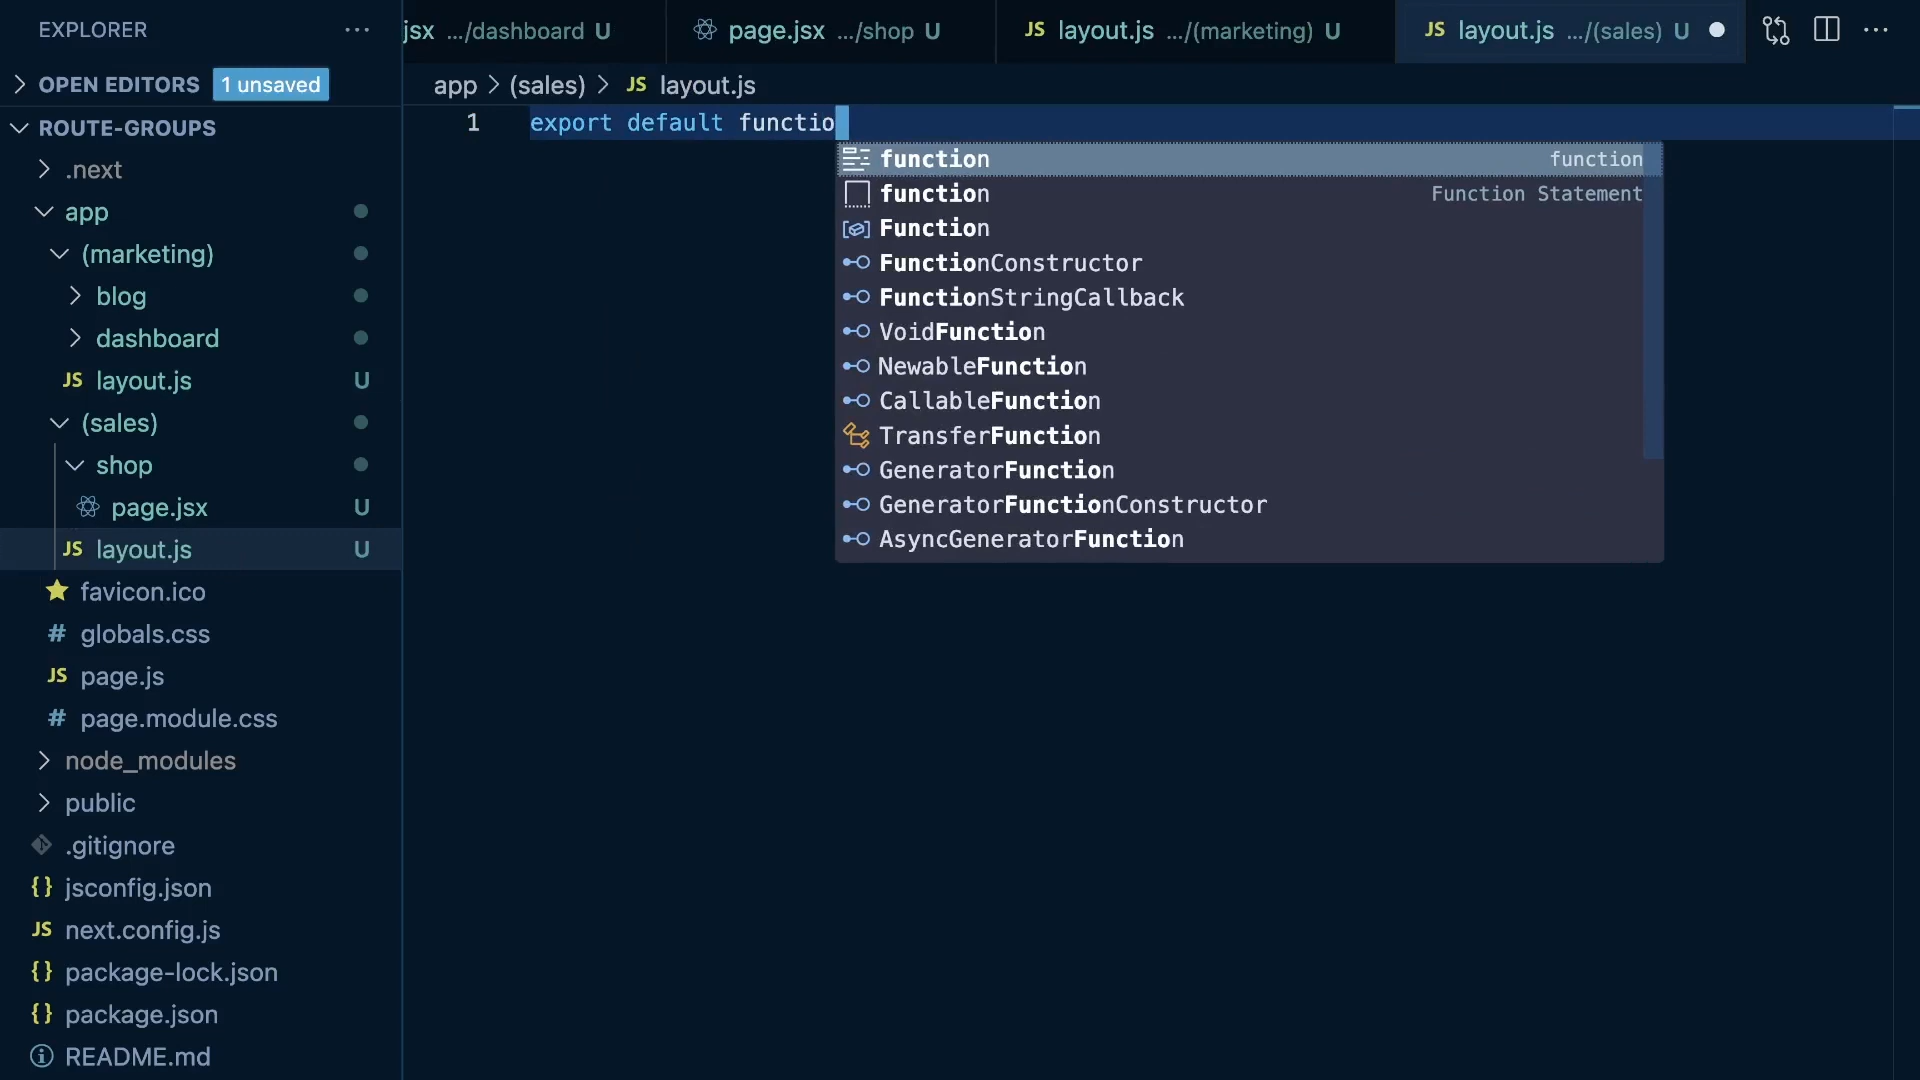 EXPLORER
jsx .../dashboard U
page.jsx .../shop U
JS layout.js .../(marketing) U
JS layout.js .../(sales) U
OPEN EDITORS 1 unsaved
app > (sales) > JS layout.js
ROUTE-GROUPS
1 export default functio
.next
function function
app
function Function Statement
Function
(marketing)
FunctionConstructor
blog
FunctionStringCallback
dashboard
VoidFunction
JS layout.js U
NewableFunction
CallableFunction
(sales)
TransferFunction
shop
GeneratorFunction
page.jsx U
GeneratorFunctionConstructor
JS layout.js U
AsyncGeneratorFunction
favicon.ico
# globals.css
JS page.js
# page.module.css
node_modules
public
.gitignore
{} jsconfig.json
JS next.config.js
{} package-lock.json
{} package.json
README.md